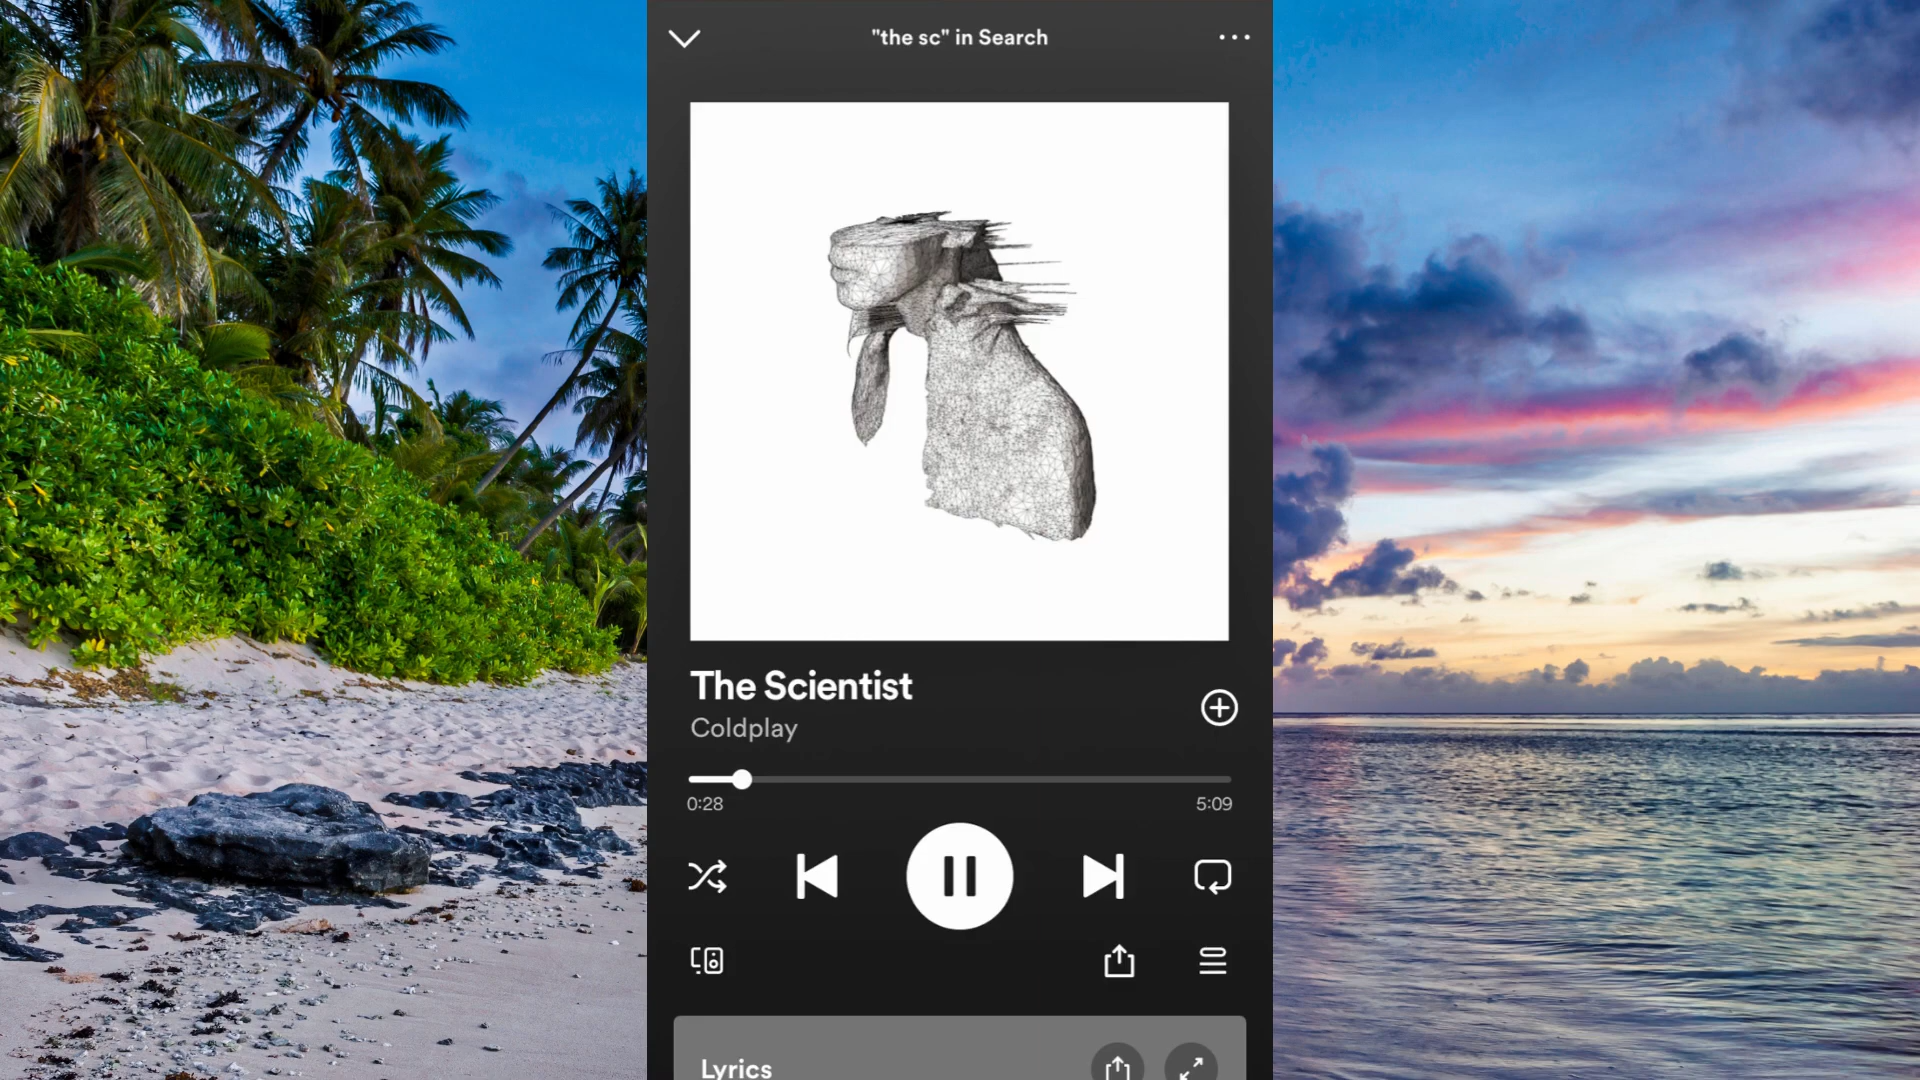 "the sc" in Search
The Scientist
Coldplay
0:28
5:09
Lyrics